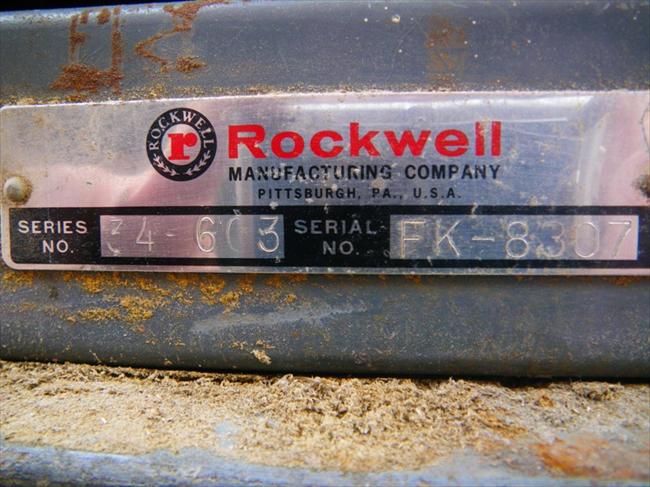 ROCKWELL
r
Rockwell
MANUFACTURING COMPANY
PITTSBURGH, PA., U.S.A.
SERIES NO. 34-603 SERIAL NO. FK-8307